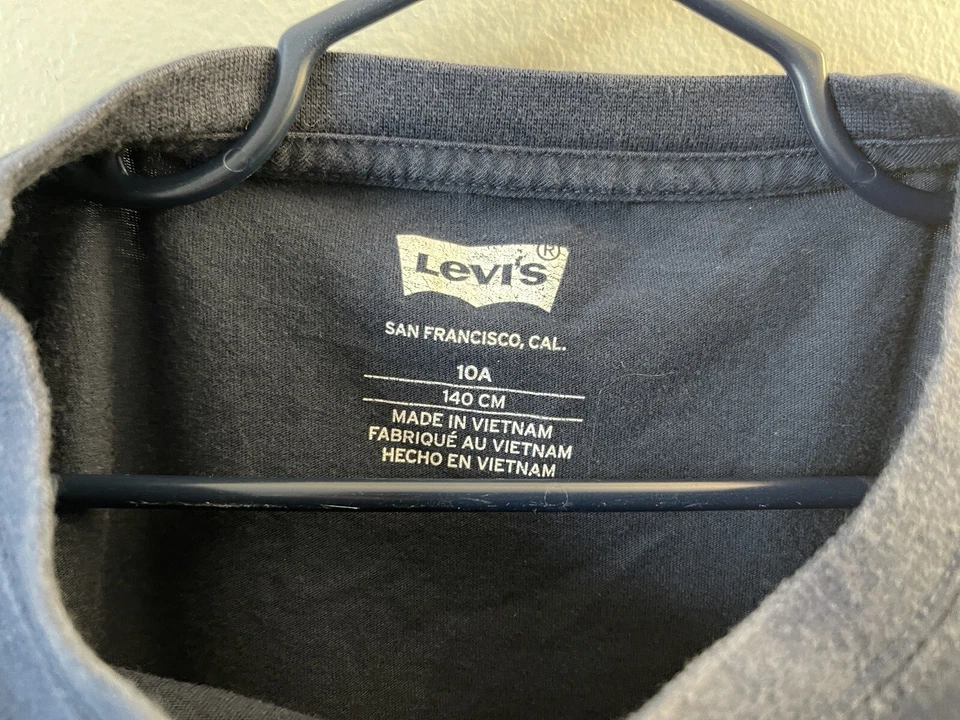 Levi's®
SAN FRANCISCO, CAL.
10A
140 CM
MADE IN VIETNAM
FABRIQUÉ AU VIETNAM
HECHO EN VIETNAM